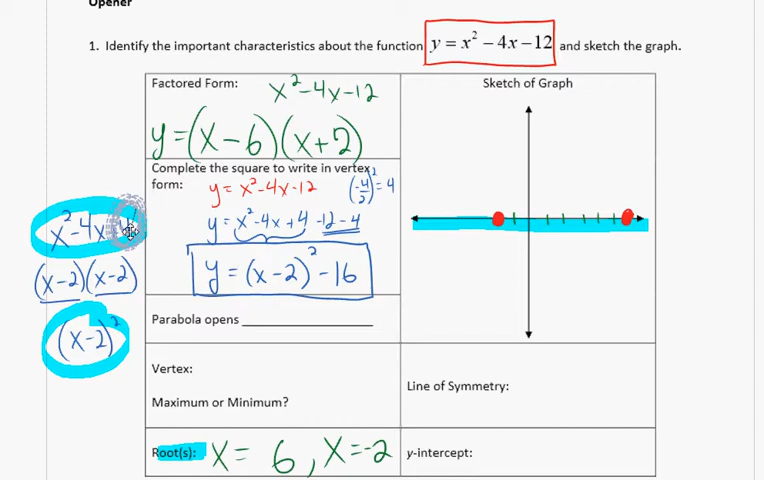 Opener
1. Identify the important characteristics about the function y = x² − 4x − 12 and sketch the graph.
Factored Form: x² − 4x − 12
y = (x − 6)(x + 2)
Sketch of Graph
Complete the square to write in vertex form:
y = x² − 4x − 12
(−4/2)² = 4
y = x² − 4x + 4 − 12 − 4
y = (x − 2)² − 16
x² − 4x
(x − 2)(x − 2)
(x − 2)²
Parabola opens ____________________
Vertex:
Maximum or Minimum?
Line of Symmetry:
Root(s): x = 6, x = −2
y-intercept: